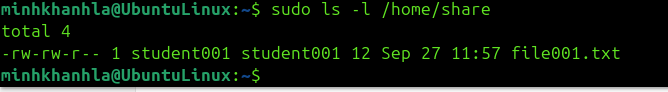 minhkhanhla@UbuntuLinux:~$ sudo ls -l /home/share
total 4
-rw-rw-r-- 1 student001 student001 12 Sep 27 11:57 file001.txt
minhkhanhla@UbuntuLinux:~$